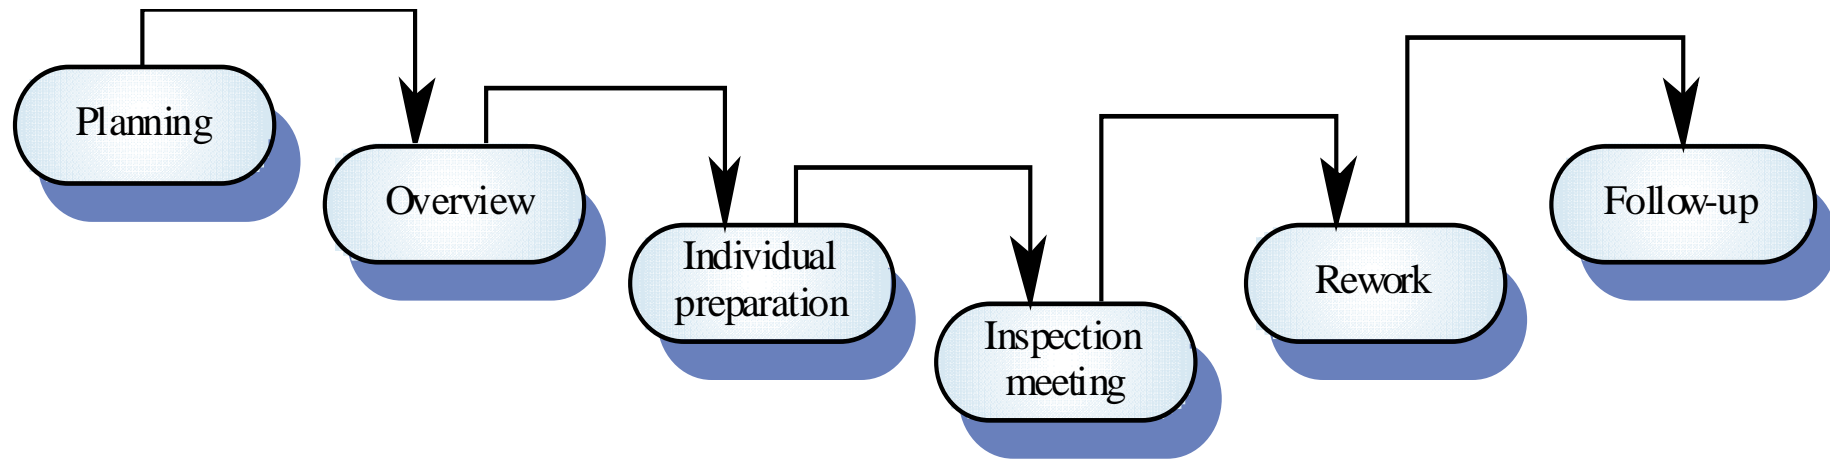 Planning
Overview
Individual
preparation
Inspection
meeting
Rework
Follow-up